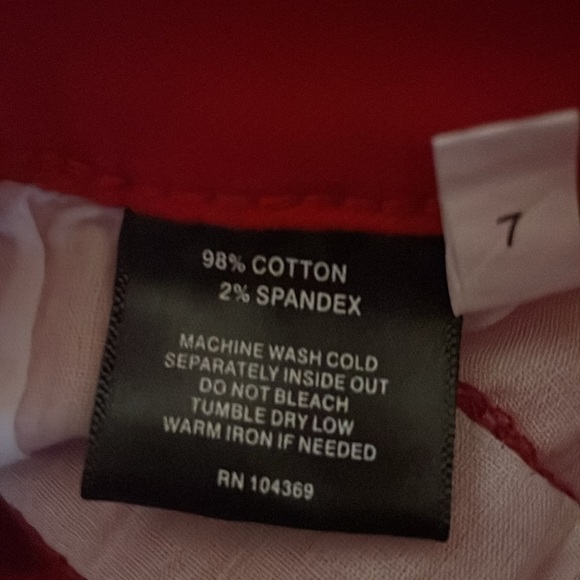 98% COTTON
2% SPANDEX
MACHINE WASH COLD
SEPARATELY INSIDE OUT
DO NOT BLEACH
TUMBLE DRY LOW
WARM IRON IF NEEDED
RN 104369
7